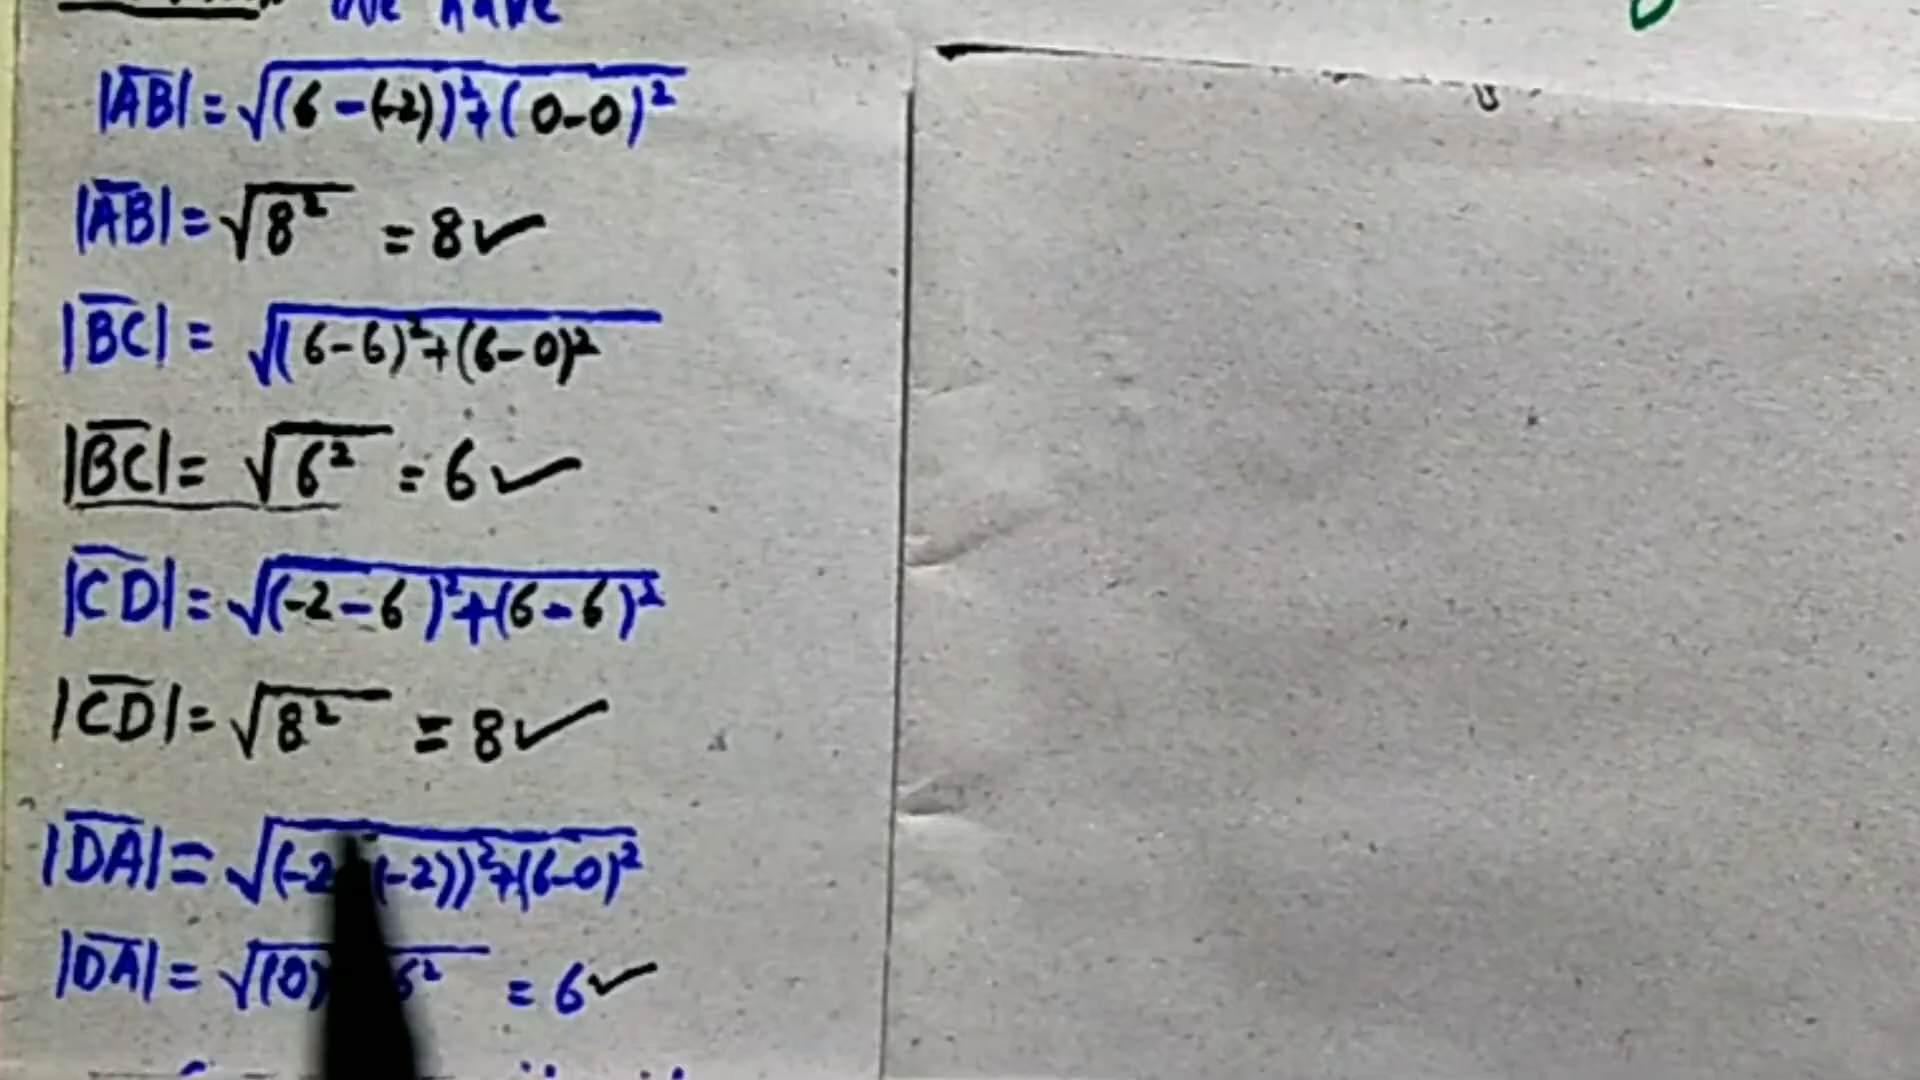 We have
|AB| = √(6-(-2))²+(0-0)²
|AB| = √8² = 8✓
|BC| = √(6-6)²+(6-0)²
|BC| = √6² = 6✓
|CD| = √(-2-6)²+(6-6)²
|CD| = √8² = 8✓
|DA| = √(-2 (-2))²+(6-0)²
|DA| = √(0) 6² = 6✓